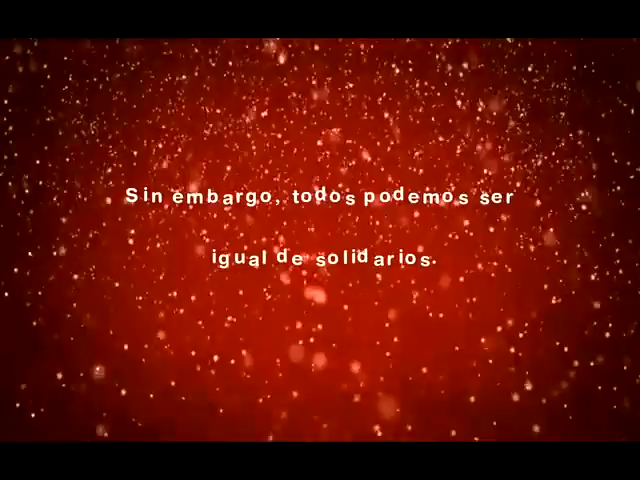 Sin embargo, todos podemos ser
igual de solidarios.